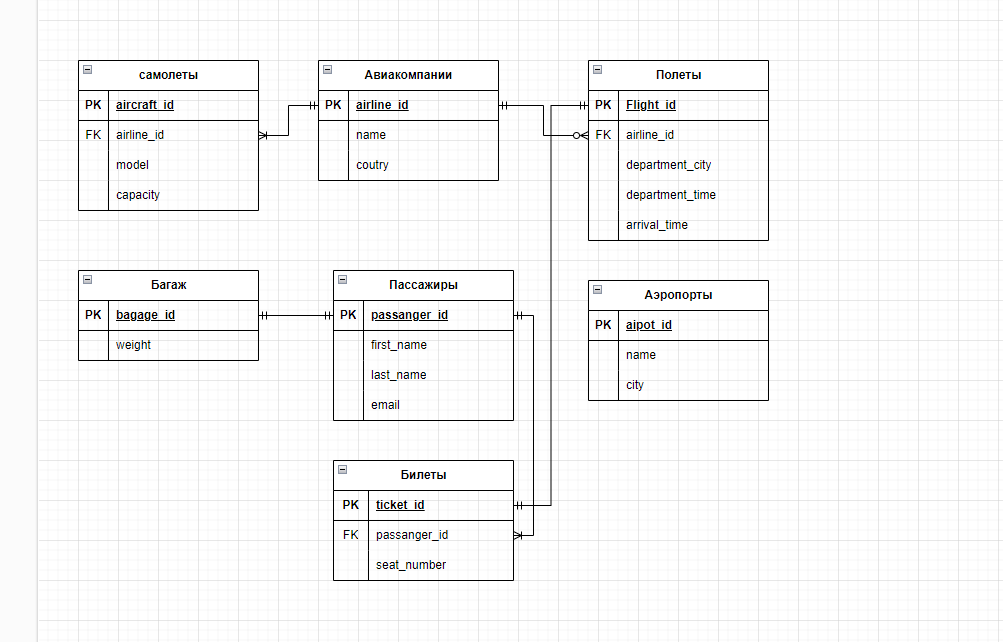 самолеты
PK aircraft_id
FK airline_id
model
capacity
Авиакомпании
PK airline_id
name
coutry
Полеты
PK Flight_id
FK airline_id
department_city
department_time
arrival_time
Багаж
PK bagage_id
weight
Пассажиры
PK passanger_id
first_name
last_name
email
Аэропорты
PK aipot_id
name
city
Билеты
PK ticket_id
FK passanger_id
seat_number